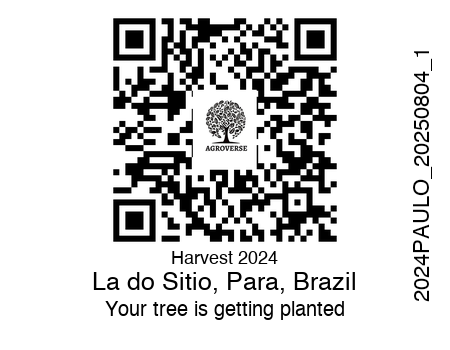 AGROVERSE
Harvest 2024
La do Sitio, Para, Brazil
Your tree is getting planted
2024PAULO_20250804_1